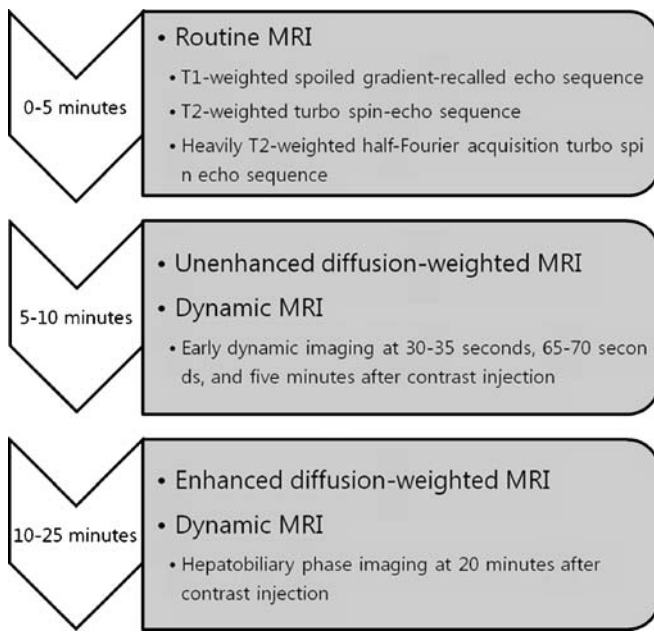 0-5 minutes
• Routine MRI
• T1-weighted spoiled gradient-recalled echo sequence
• T2-weighted turbo spin-echo sequence
• Heavily T2-weighted half-Fourier acquisition turbo spi
n echo sequence
5-10 minutes
• Unenhanced diffusion-weighted MRI
• Dynamic MRI
• Early dynamic imaging at 30-35 seconds, 65-70 secon
ds, and five minutes after contrast injection
10-25 minutes
• Enhanced diffusion-weighted MRI
• Dynamic MRI
• Hepatobiliary phase imaging at 20 minutes after
contrast injection